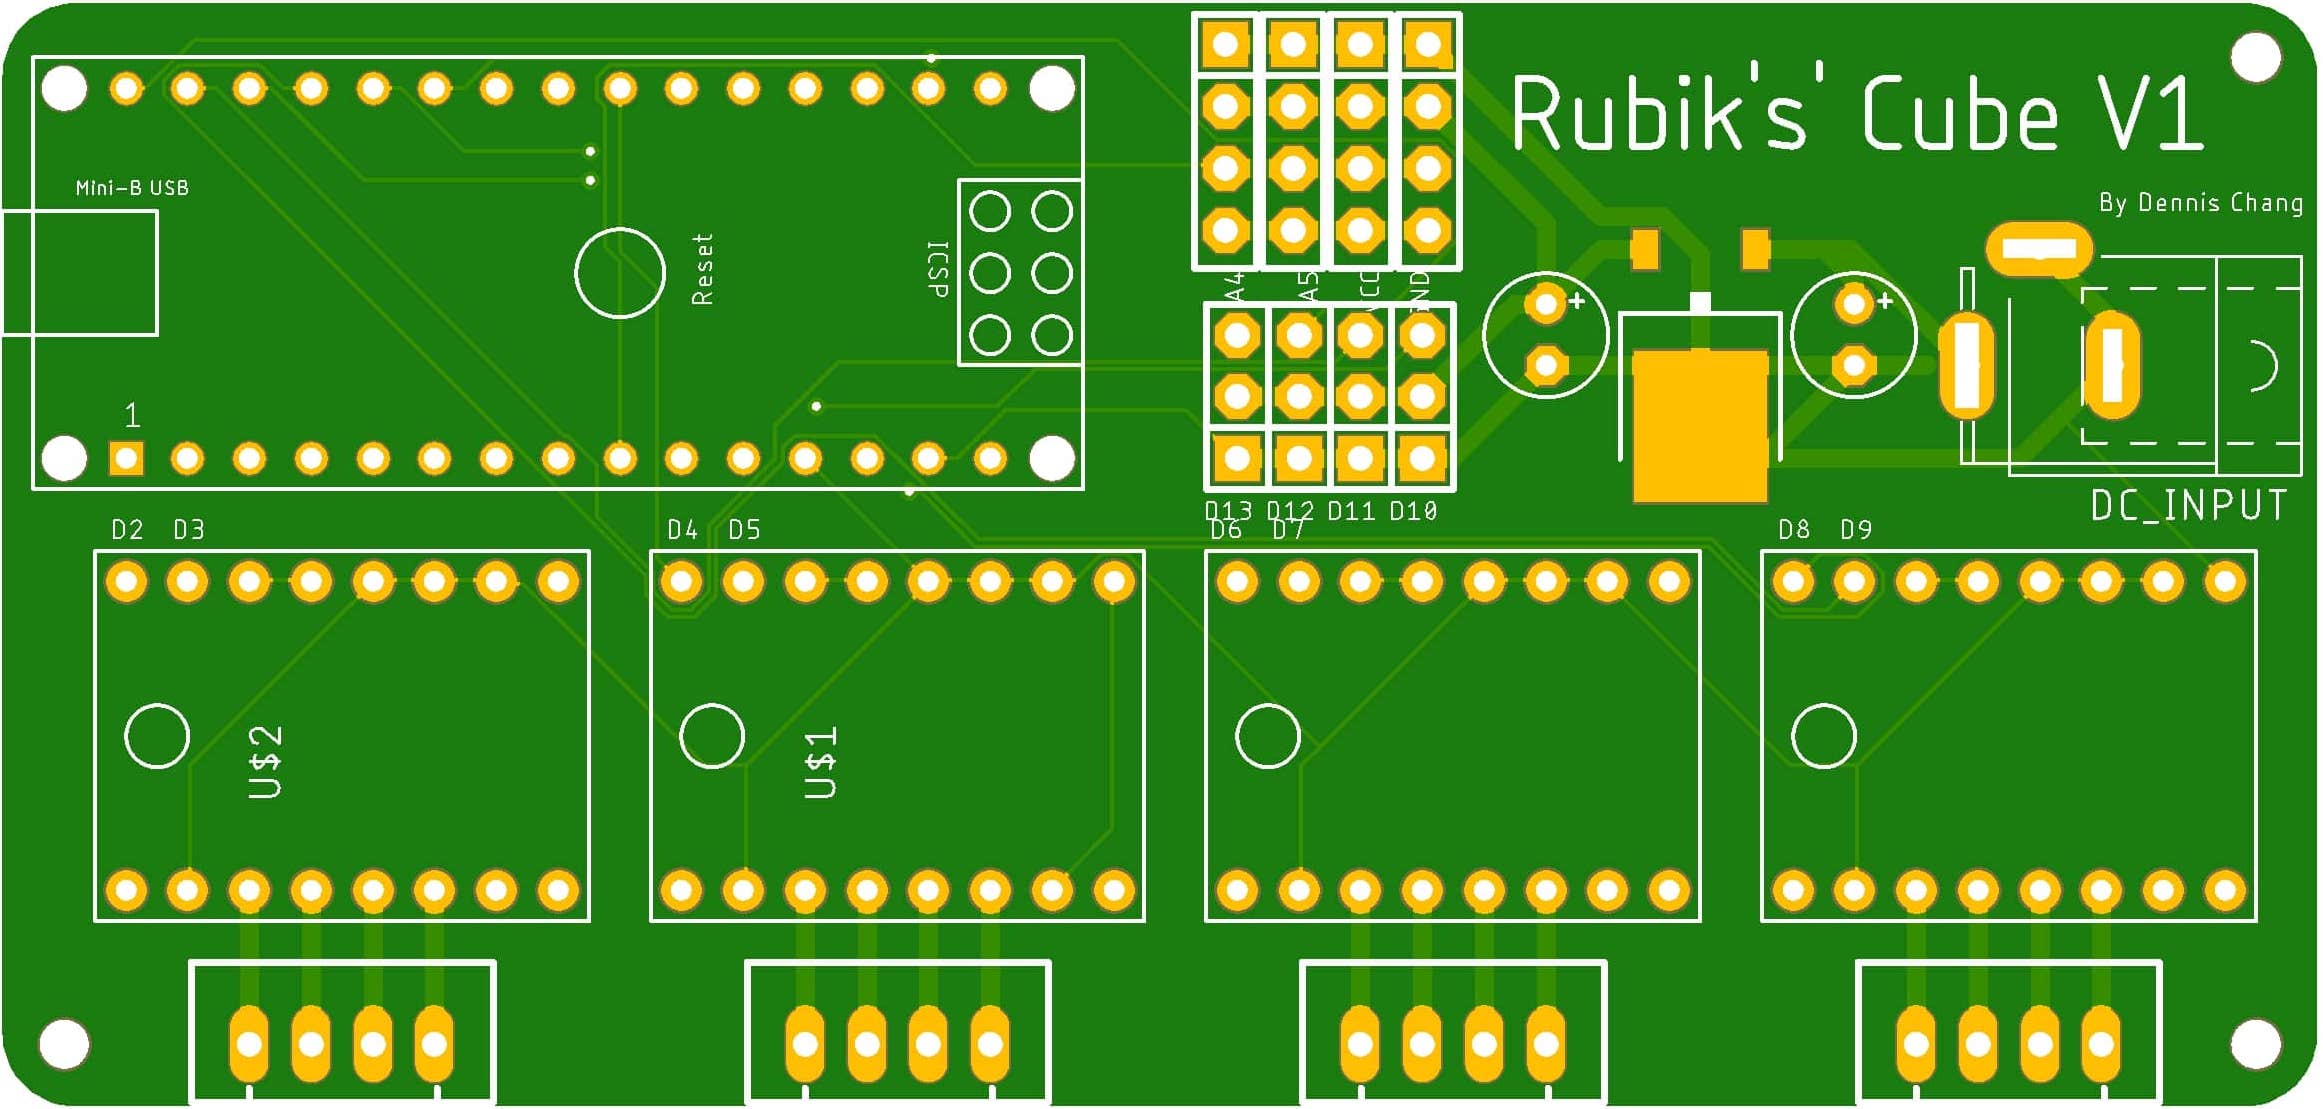 Rubik's' Cube V1
By Dennis Chang
Mini-B USB
Reset
ICSP
1
A4
A5
VCC
GND
DC_INPUT
D13 D12 D11 D10
D2 D3
D4 D5
D6 D7
D8 D9
U$2
U$1
+
+